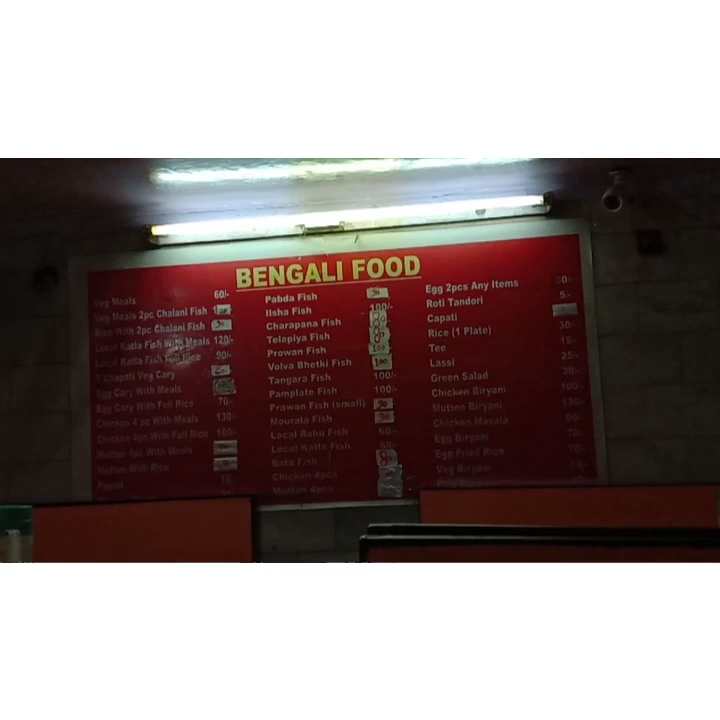 BENGALI FOOD
Veg Meals 60/-
Veg Meals 2pc Chalani Fish
Rice With 2pc Chalani Fish
Local Katla Fish With Meals 120/-
Local Katla Fish Full Rice 90/-
5 Chapati Veg Cary
Egg Cary With Meals
Egg Cary With Full Rice 70/-
Chicken 4 pc With Meals 130/-
Chicken 4pc With Full Rice 100/-
Mutton 4pc With Meals
Mutton With Rice
Papad
Pabda Fish
Ilsha Fish 100/-
Charapana Fish
Telapiya Fish
Prowan Fish 100
Volva Bhetki Fish 100
Tangara Fish 100/-
Pamplate Fish 100/-
Prawan Fish (small) 50
Mourala Fish
Local Rohu Fish 60/-
Local Katla Fish 60/-
Bata Fish
Chicken 4pcs
Mutton 4pcs
Egg 2pcs Any Items 30/-
Roti Tandori 5/-
Capati
Rice (1 Plate) 30/-
Tee 15/-
Lassi 25/-
Green Salad 30/-
Chicken Biryani 100/-
Mutton Biryani 130/-
Chicken Masala
Egg Biryani 70/-
Egg Fried Rice 70/-
Veg Biryani